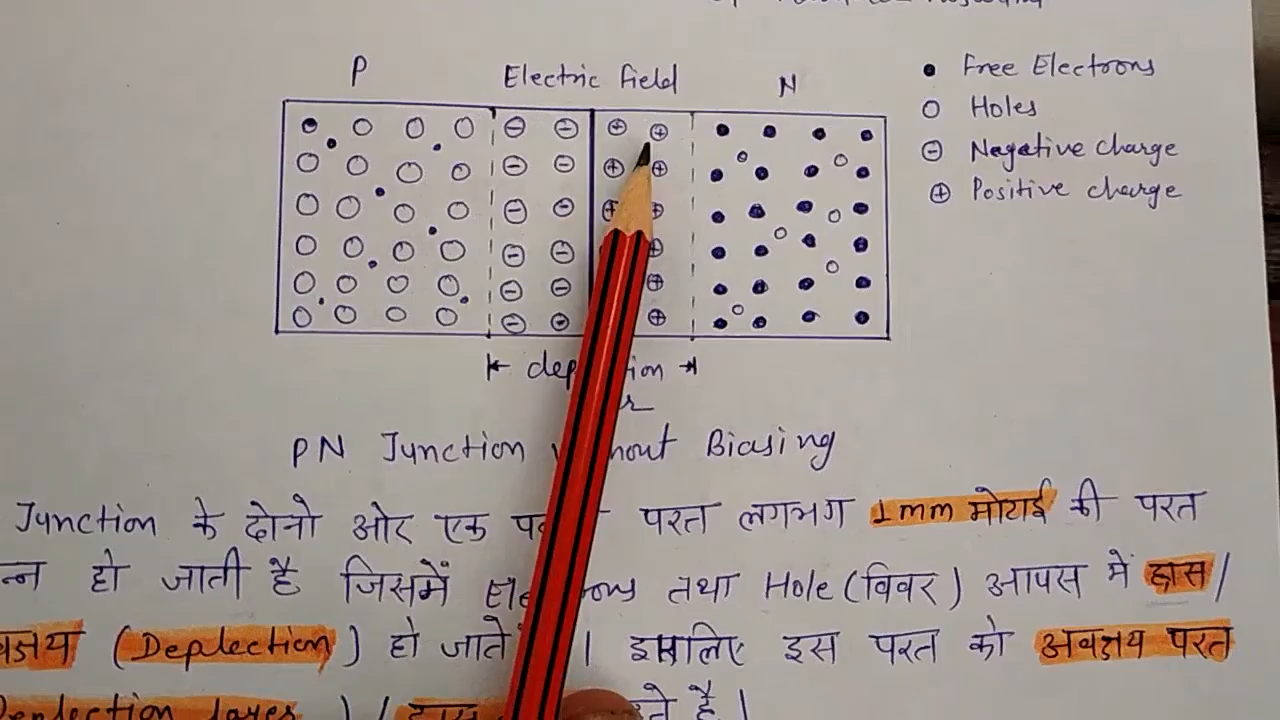 P
Electric field
N
Free Electrons
Holes
Negative charge
Positive charge
PN Junction Biasing
Junction के दोनो ओर एक परत लगभग 1mm मोटाई की परत
हो जाती है जिसमें तथा Hole (विवर) आपस में ह्रास/
(Deplection) हो जाते | इसलिए इस परत को अवक्षय परत
है |